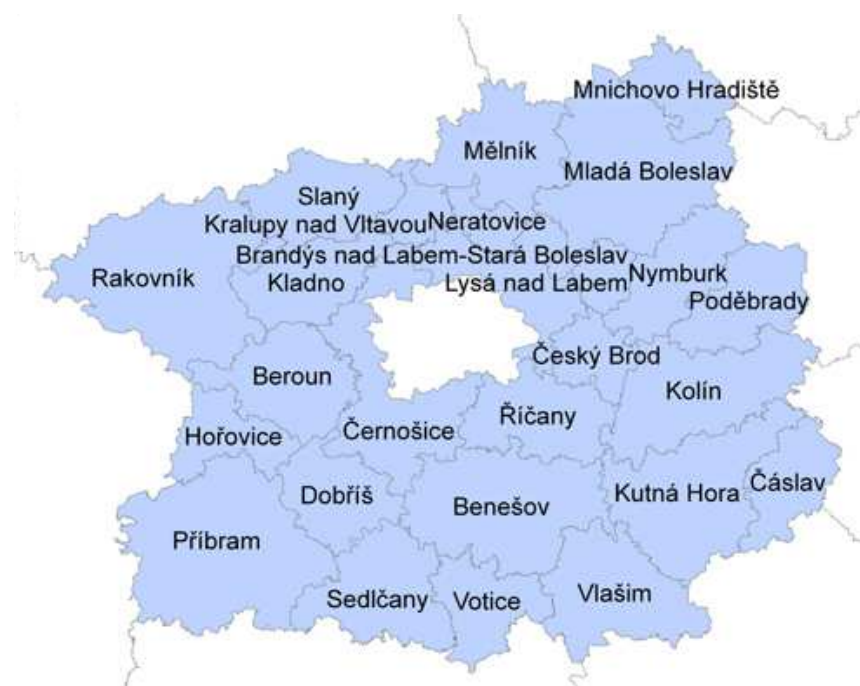 Mnichovo Hradiště
Mělník
Mladá Boleslav
Slaný
Kralupy nad Vltavou
Neratovice
Brandýs nad Labem-Stará Boleslav
Rakovník
Kladno
Lysá nad Labem
Nymburk
Poděbrady
Český Brod
Beroun
Kolín
Hořovice
Černošice
Říčany
Dobříš
Benešov
Kutná Hora
Čáslav
Příbram
Sedlčany
Votice
Vlašim